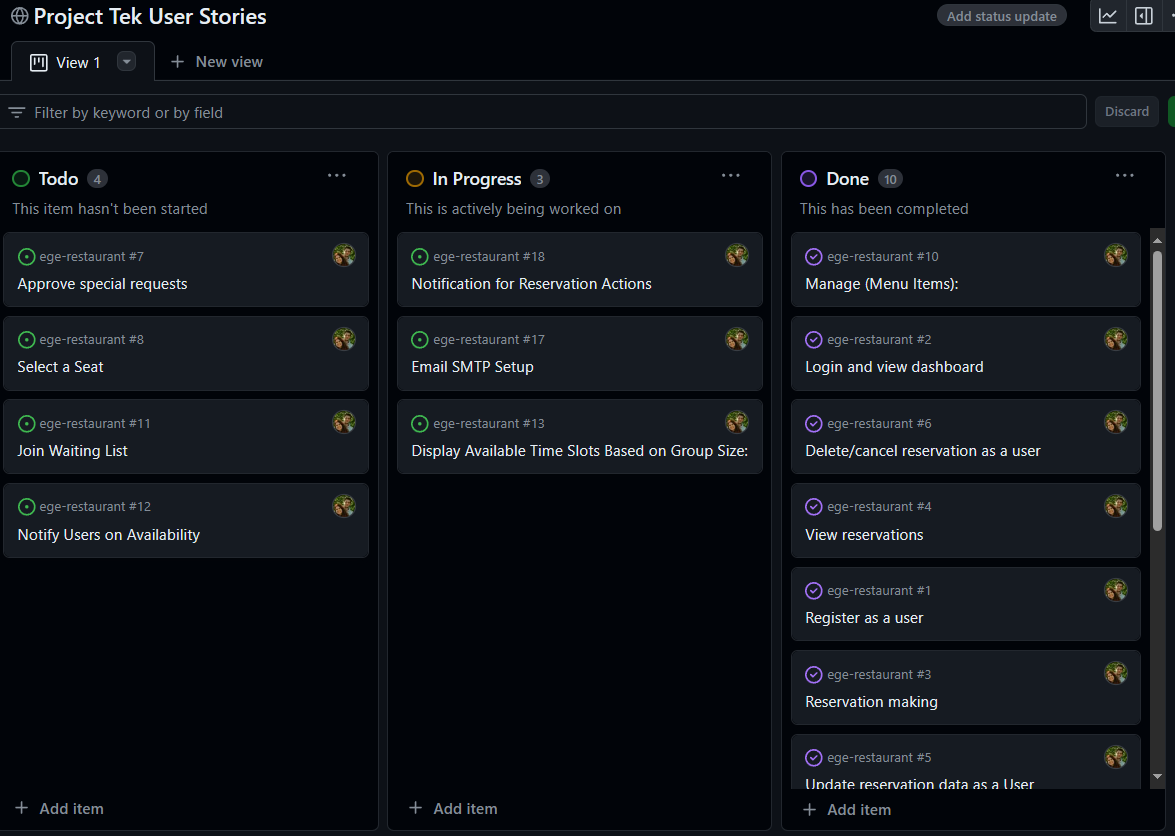 Project Tek User Stories
Add status update
View 1
New view
Filter by keyword or by field
Discard
Todo 4
This item hasn't been started
ege-restaurant #7
Approve special requests
ege-restaurant #8
Select a Seat
ege-restaurant #11
Join Waiting List
ege-restaurant #12
Notify Users on Availability
Add item
In Progress 3
This is actively being worked on
ege-restaurant #18
Notification for Reservation Actions
ege-restaurant #17
Email SMTP Setup
ege-restaurant #13
Display Available Time Slots Based on Group Size:
Add item
Done 10
This has been completed
ege-restaurant #10
Manage (Menu Items):
ege-restaurant #2
Login and view dashboard
ege-restaurant #6
Delete/cancel reservation as a user
ege-restaurant #4
View reservations
ege-restaurant #1
Register as a user
ege-restaurant #3
Reservation making
ege-restaurant #5
Update reservation data as a User
Add item